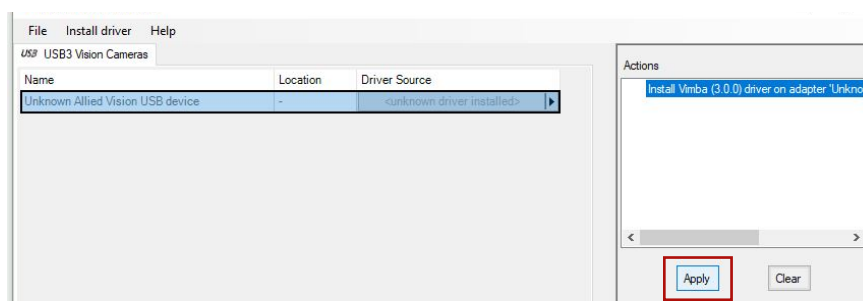 File Install driver Help
USB USB3 Vision Cameras
Actions
Name Location Driver Source
Install Vimba (3.0.0) driver on adapter 'Unkno
Unknown Allied Vision USB device - <unknown driver installed>
Apply Clear